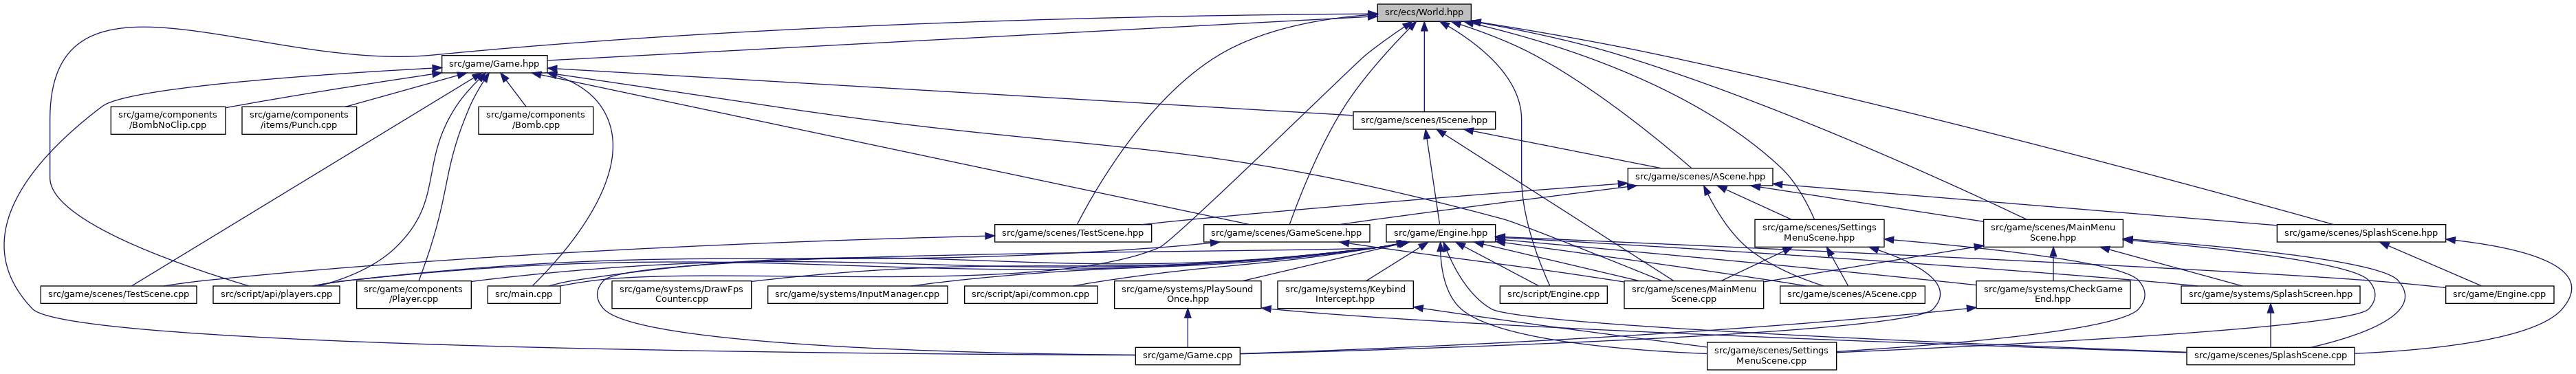 src/ecs/World.hpp
src/game/Game.hpp
src/game/components
/BombNoClip.cpp
src/game/components
/items/Punch.cpp
src/game/components
/Bomb.cpp
src/game/scenes/IScene.hpp
src/game/scenes/AScene.hpp
src/game/scenes/TestScene.hpp
src/game/scenes/GameScene.hpp
src/game/Engine.hpp
src/game/scenes/Settings
MenuScene.hpp
src/game/scenes/MainMenu
Scene.hpp
src/game/scenes/SplashScene.hpp
src/game/scenes/TestScene.cpp
src/script/api/players.cpp
src/game/components
/Player.cpp
src/main.cpp
src/game/systems/DrawFps
Counter.cpp
src/game/systems/InputManager.cpp
src/script/api/common.cpp
src/game/systems/PlaySound
Once.hpp
src/game/systems/Keybind
Intercept.hpp
src/script/Engine.cpp
src/game/scenes/MainMenu
Scene.cpp
src/game/scenes/AScene.cpp
src/game/systems/CheckGame
End.hpp
src/game/systems/SplashScreen.hpp
src/game/Engine.cpp
src/game/Game.cpp
src/game/scenes/Settings
MenuScene.cpp
src/game/scenes/SplashScene.cpp